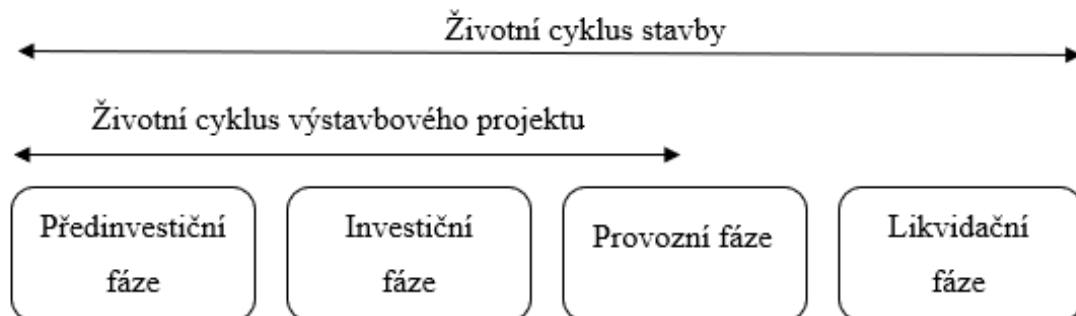 Životní cyklus stavby
Životní cyklus výstavbového projektu
Předinvestiční
fáze
Investiční
fáze
Provozní fáze
Likvidační
fáze